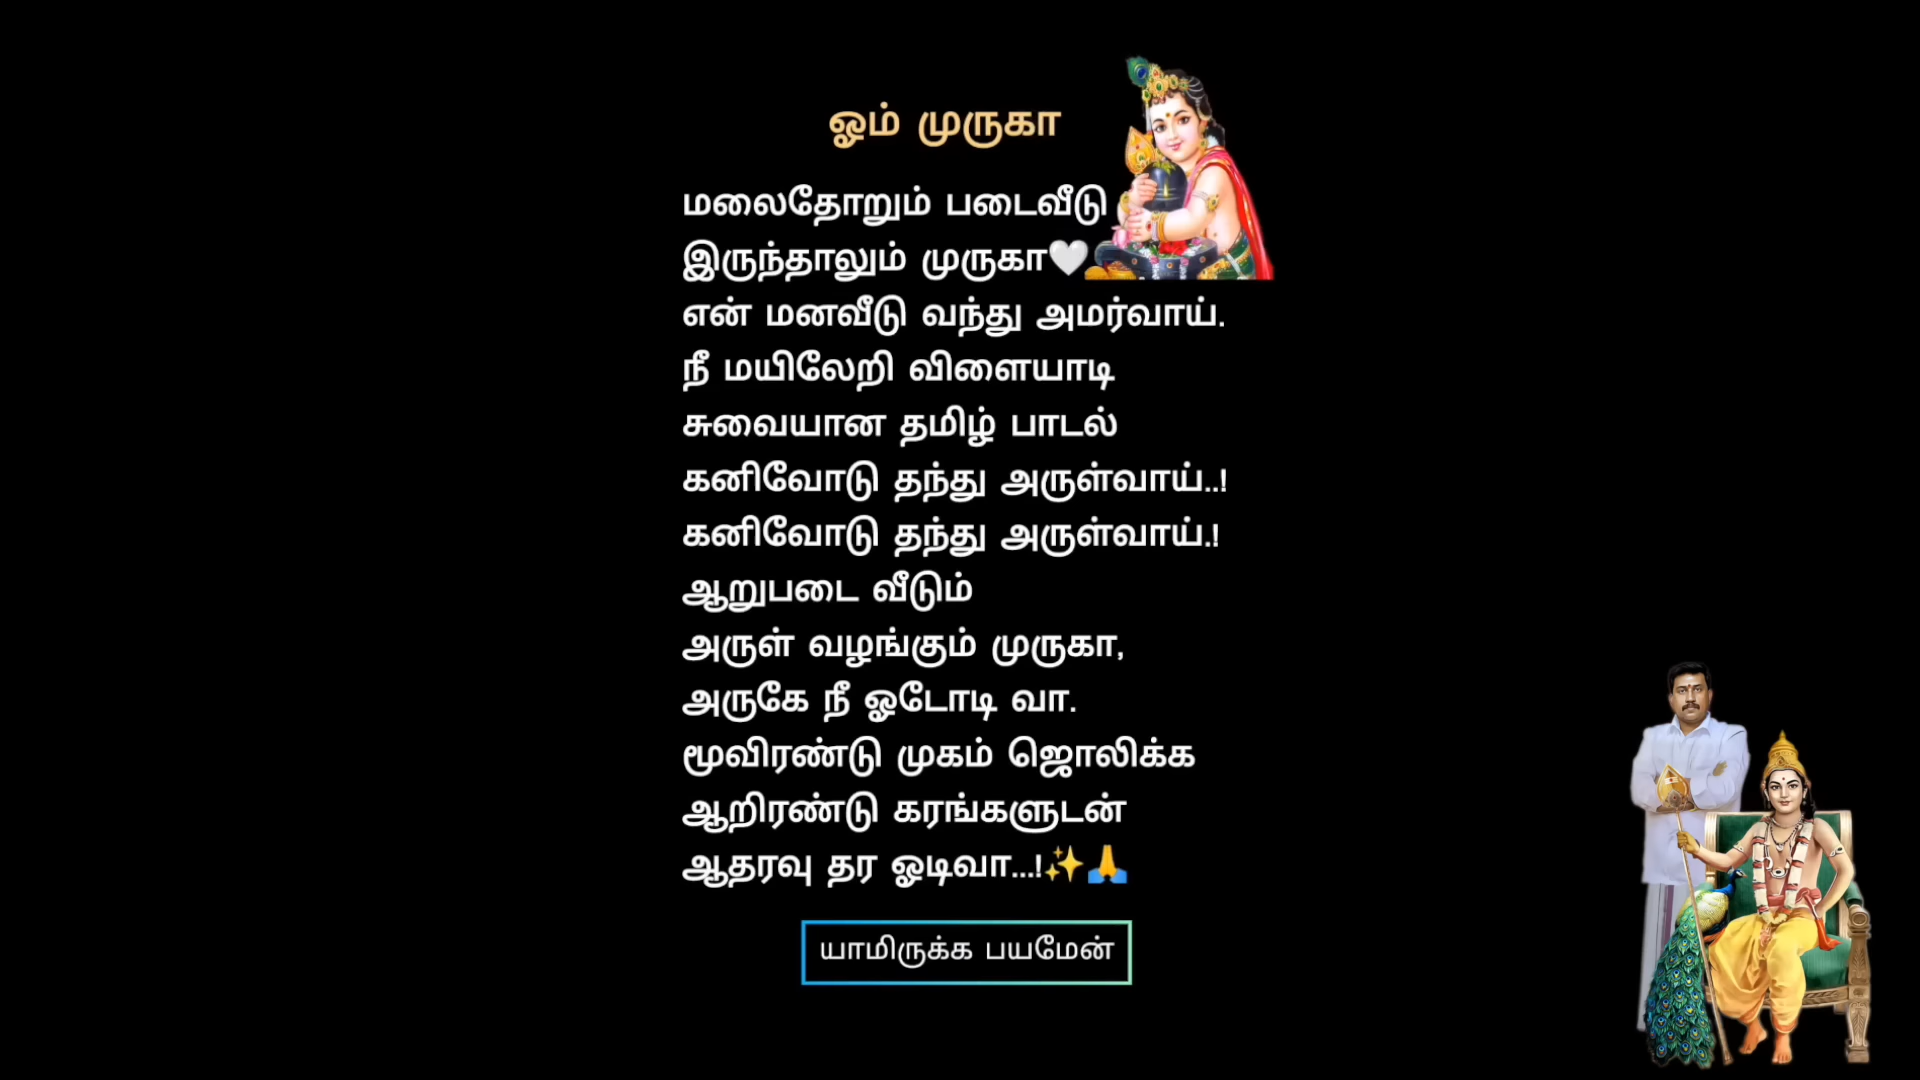 ஓம் முருகா
மலைதோறும் படைவீடு
இருந்தாலும் முருகா🤍
என் மனவீடு வந்து அமர்வாய்.
நீ மயிலேறி விளையாடி
சுவையான தமிழ் பாடல்
கனிவோடு தந்து அருள்வாய்..!
கனிவோடு தந்து அருள்வாய்.!
ஆறுபடை வீடும்
அருள் வழங்கும் முருகா,
அருகே நீ ஓடோடி வா.
மூவிரண்டு முகம் ஜொலிக்க
ஆறிரண்டு கரங்களுடன்
ஆதரவு தர ஓடிவா...!✨🙏
யாமிருக்க பயமேன்